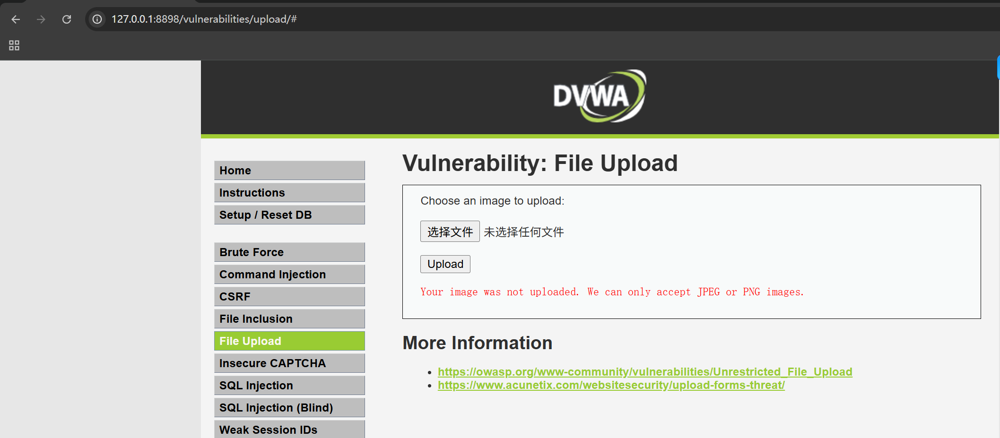 127.0.0.1:8898/vulnerabilities/upload/#
DVWA
Home
Instructions
Setup / Reset DB
Brute Force
Command Injection
CSRF
File Inclusion
File Upload
Insecure CAPTCHA
SQL Injection
SQL Injection (Blind)
Weak Session IDs
Vulnerability: File Upload
Choose an image to upload:
选择文件 未选择任何文件
Upload
Your image was not uploaded. We can only accept JPEG or PNG images.
More Information
https://owasp.org/www-community/vulnerabilities/Unrestricted_File_Upload
https://www.acunetix.com/websitesecurity/upload-forms-threat/